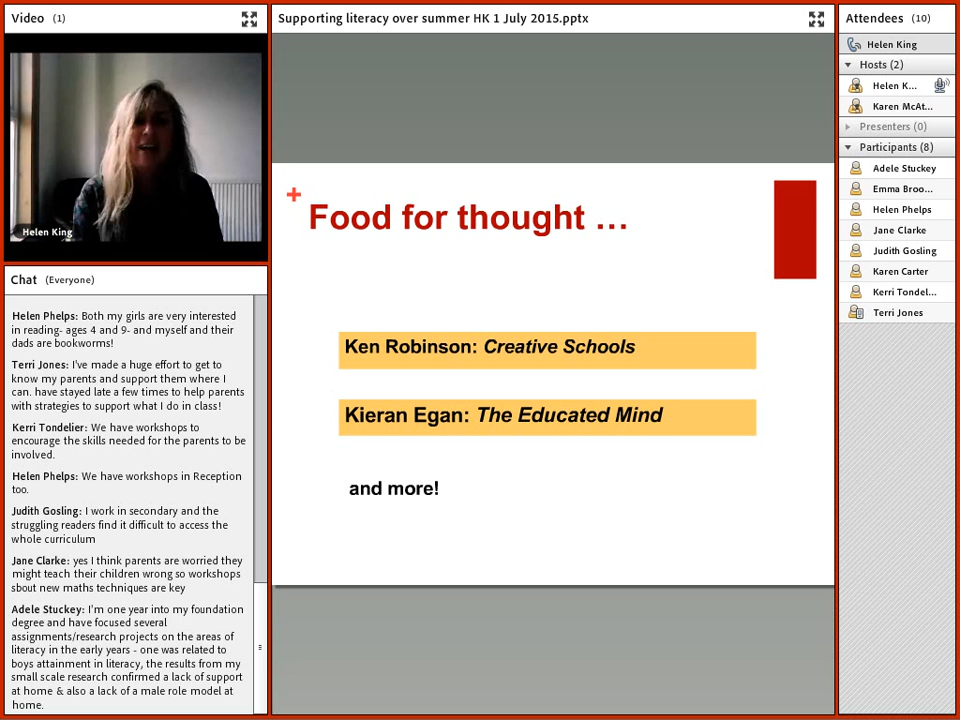 Video (1)
Helen King
Chat (Everyone)
Helen Phelps: Both my girls are very interested
in reading- ages 4 and 9- and myself and their
dads are bookworms!
Terri Jones: I've made a huge effort to get to
know my parents and support them where I
can. have stayed late a few times to help parents
with strategies to support what I do in class!
Kerri Tondelier: We have workshops to
encourage the skills needed for the parents to be
involved.
Helen Phelps: We have workshops in Reception
too.
Judith Gosling: I work in secondary and the
struggling readers find it difficult to access the
whole curriculum
Jane Clarke: yes I think parents are worried they
might teach their children wrong so workshops
sbout new maths techniques are key
Adele Stuckey: I'm one year into my foundation
degree and have focused several
assignments/research projects on the areas of
literacy in the early years - one was related to
boys attainment in literacy, the results from my
small scale research confirmed a lack of support
at home & also a lack of a male role model at
home.
Supporting literacy over summer HK 1 July 2015.pptx
+
Food for thought ...
Ken Robinson: Creative Schools
Kieran Egan: The Educated Mind
and more!
Attendees (10)
Helen King
Hosts (2)
Helen K...
Karen McAt...
Presenters (0)
Participants (8)
Adele Stuckey
Emma Broo...
Helen Phelps
Jane Clarke
Judith Gosling
Karen Carter
Kerri Tondel...
Terri Jones